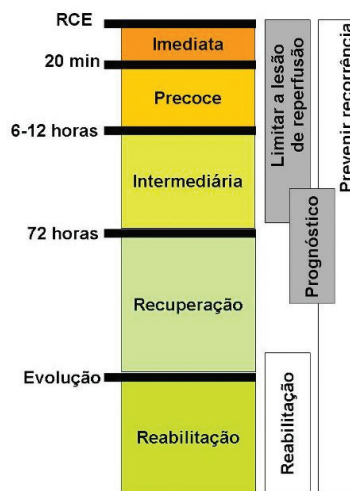 RCE
Imediata
20 min
Precoce
6-12 horas
Intermediária
72 horas
Recuperação
Evolução
Reabilitação
Limitar a lesão
de reperfusão
Prognóstico
Reabilitação
Prevenir recorrência